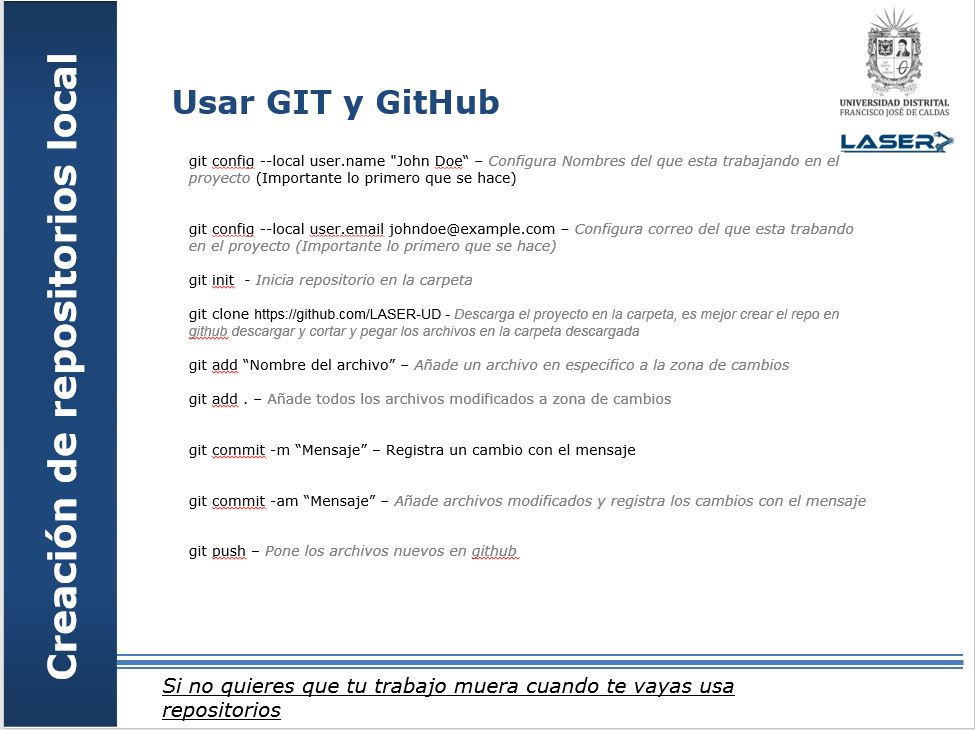 Creación de repositorios local
Usar GIT y GitHub
UNIVERSIDAD DISTRITAL
FRANCISCO JOSÉ DE CALDAS
LASER
git config --local user.name "John Doe“ – Configura Nombres del que esta trabajando en el
proyecto (Importante lo primero que se hace)
git config --local user.email johndoe@example.com – Configura correo del que esta trabando
en el proyecto (Importante lo primero que se hace)
git init - Inicia repositorio en la carpeta
git clone https://github.com/LASER-UD - Descarga el proyecto en la carpeta, es mejor crear el repo en
github descargar y cortar y pegar los archivos en la carpeta descargada
git add “Nombre del archivo” – Añade un archivo en especifico a la zona de cambios
git add . – Añade todos los archivos modificados a zona de cambios
git commit -m “Mensaje” – Registra un cambio con el mensaje
git commit -am “Mensaje” – Añade archivos modificados y registra los cambios con el mensaje
git push – Pone los archivos nuevos en github
Si no quieres que tu trabajo muera cuando te vayas usa
repositorios